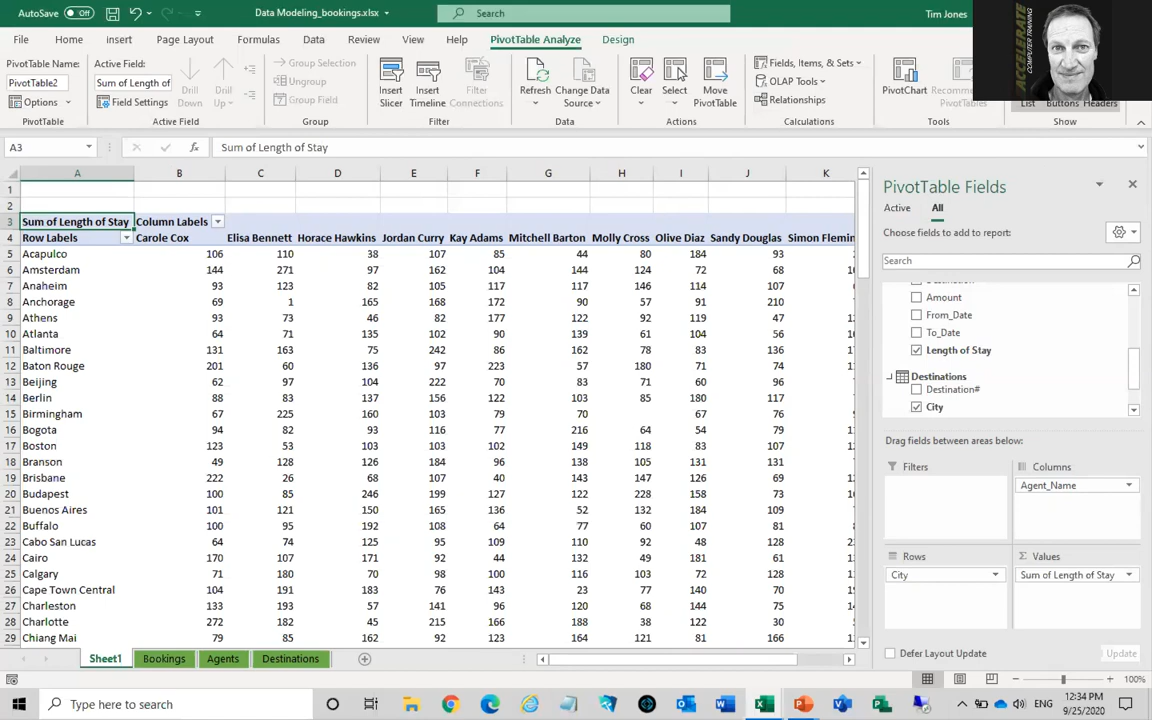 AutoSave Off Data Modeling_bookings.xlsx Search Tim Jones
ACCELERATE
COMPUTER TRAINING
File Home Insert Page Layout Formulas Data Review View Help PivotTable Analyze Design
PivotTable Name: Active Field: Group Selection Fields, Items, & Sets
PivotTable2 Sum of Length of Drill Down Drill Up Ungroup Insert Slicer Insert Timeline Filter Connections Refresh Change Data Source Clear Select Move PivotTable OLAP Tools PivotChart Recomm PivotTables
Options Field Settings Group Field Relationships List Buttons Headers
PivotTable Active Field Group Filter Data Actions Calculations Tools Show
A3 fx Sum of Length of Stay
A B C D E F G H I J K
1
2
3 Sum of Length of Stay Column Labels
4 Row Labels Carole Cox Elisa Bennett Horace Hawkins Jordan Curry Kay Adams Mitchell Barton Molly Cross Olive Diaz Sandy Douglas Simon Flemin
5 Acapulco 106 110 38 107 85 44 80 184 93
6 Amsterdam 144 271 97 162 104 144 124 72 68
7 Anaheim 93 123 82 105 117 117 146 114 107
8 Anchorage 69 1 165 168 172 90 57 91 210
9 Athens 93 73 46 82 177 122 92 119 47
10 Atlanta 64 71 135 102 90 139 61 104 56
11 Baltimore 131 163 75 242 86 162 78 83 136
12 Baton Rouge 201 60 136 97 223 57 180 71 74
13 Beijing 62 97 104 222 70 83 71 60 96
14 Berlin 88 83 137 156 122 103 85 180 117
15 Birmingham 67 225 160 103 79 70 67 76
16 Bogota 94 82 93 116 77 216 64 54 79
17 Boston 123 53 103 103 102 149 118 83 107
18 Branson 49 128 126 184 96 138 105 131 131
19 Brisbane 222 26 68 107 40 143 147 126 69
20 Budapest 100 85 246 199 127 122 228 158 73
21 Buenos Aires 101 121 150 165 136 52 132 184 109
22 Buffalo 100 95 192 108 64 77 60 107 81
23 Cabo San Lucas 64 74 125 95 109 110 92 48 128
24 Cairo 170 107 171 92 44 132 49 181 61
25 Calgary 71 180 70 98 100 116 103 72 128
26 Cape Town Central 104 191 183 76 143 23 77 140 70
27 Charleston 133 193 57 141 96 120 68 144 75
28 Charlotte 272 182 45 215 166 188 38 122 30
29 Chiang Mai 79 85 162 92 123 164 121 81 166
PivotTable Fields
Active All
Choose fields to add to report:
Search
Amount
From_Date
To_Date
Length of Stay
Destinations
Destination#
City
Drag fields between areas below:
Filters Columns
Agent_Name
Rows Σ Values
City Sum of Length of Stay
Defer Layout Update Update
Sheet1 Bookings Agents Destinations
100%
Type here to search ENG 12:34 PM
9/25/2020